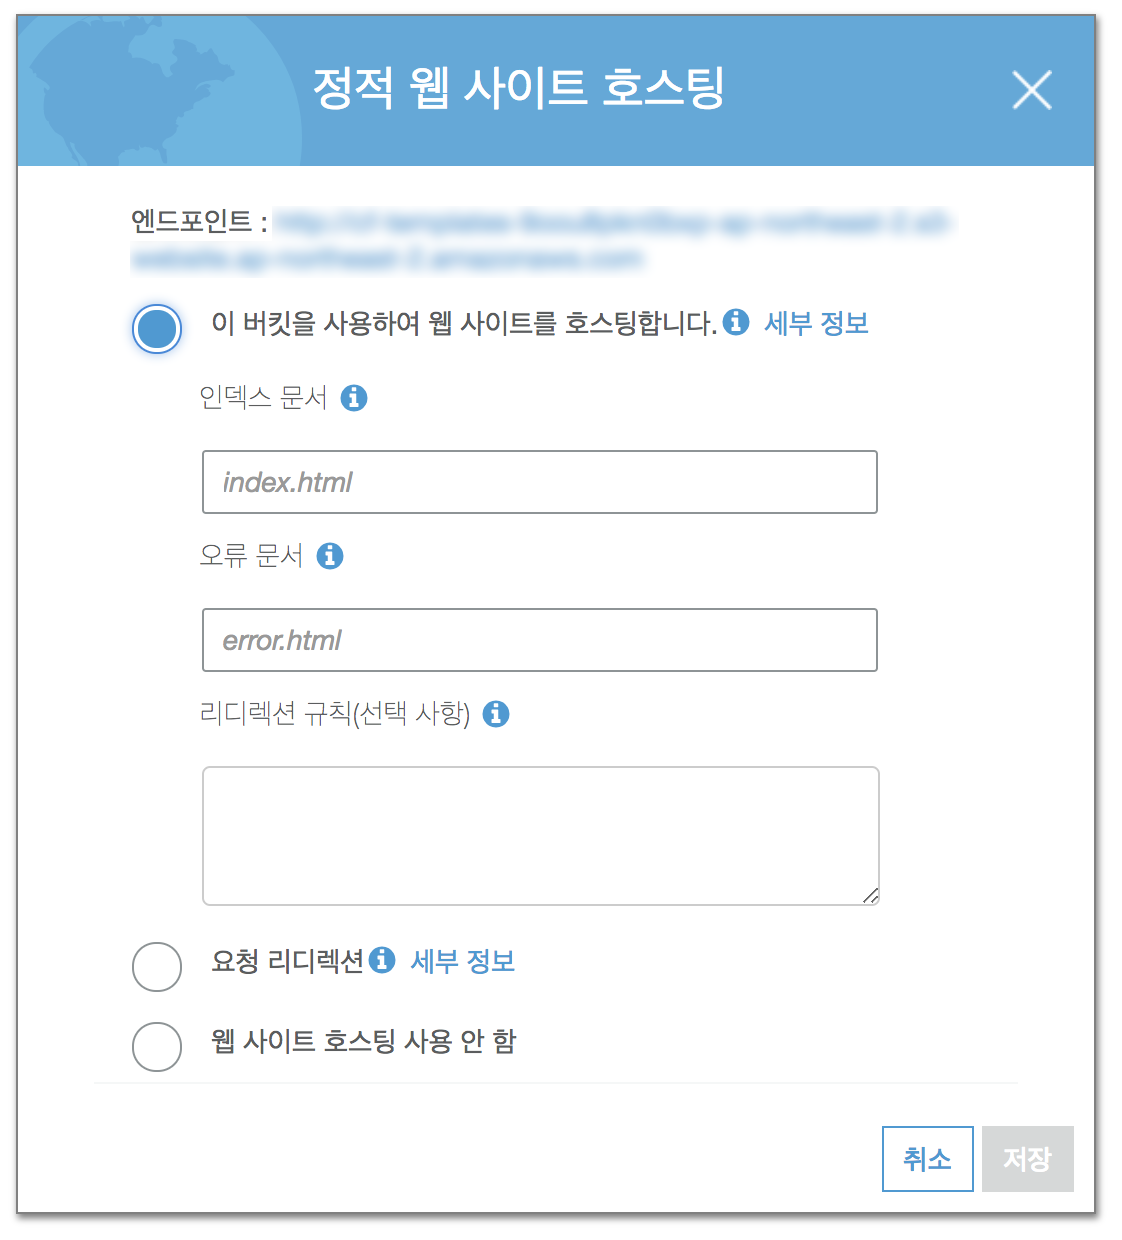 정적 웹 사이트 호스팅
엔드포인트 :
이 버킷을 사용하여 웹 사이트를 호스팅합니다. 세부 정보
인덱스 문서
index.html
오류 문서
error.html
리디렉션 규칙(선택 사항)
요청 리디렉션 세부 정보
웹 사이트 호스팅 사용 안 함
취소 저장